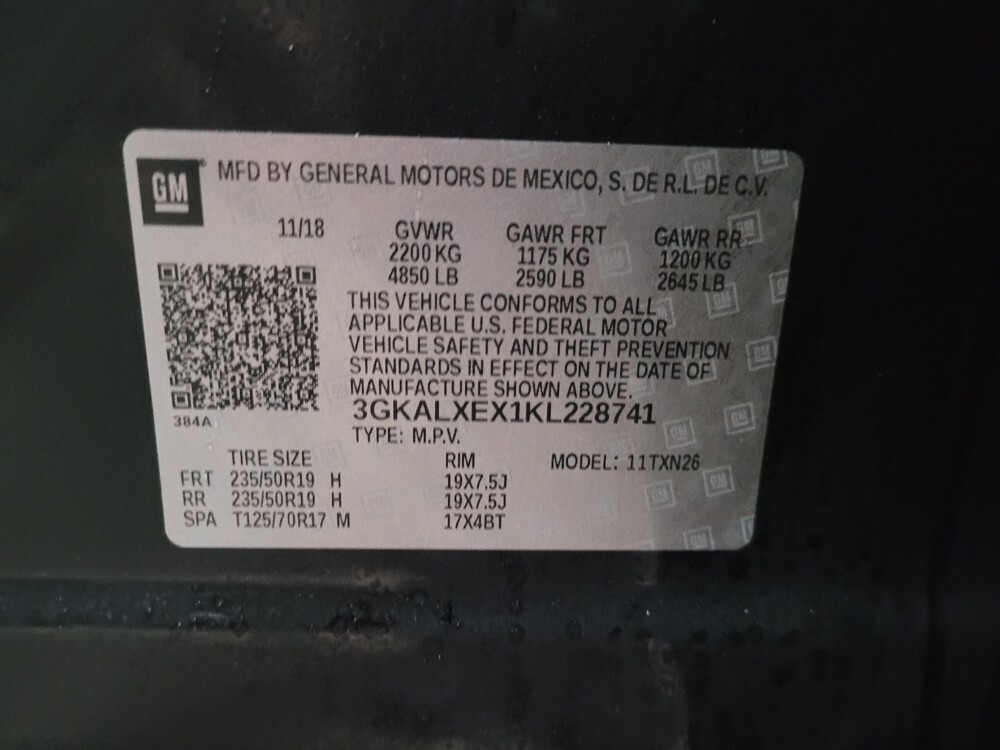 GM
MFD BY GENERAL MOTORS DE MEXICO, S. DE R.L. DE C.V.
11/18 GVWR GAWR FRT GAWR RR
2200 KG 1175 KG 1200 KG
4850 LB 2590 LB 2645 LB
THIS VEHICLE CONFORMS TO ALL
APPLICABLE U.S. FEDERAL MOTOR
VEHICLE SAFETY AND THEFT PREVENTION
STANDARDS IN EFFECT ON THE DATE OF
MANUFACTURE SHOWN ABOVE.
3GKALXEX1KL228741
384A
TYPE: M.P.V.
TIRE SIZE RIM MODEL: 11TXN26
FRT 235/50R19 H 19X7.5J
RR 235/50R19 H 19X7.5J
SPA T125/70R17 M 17X4BT